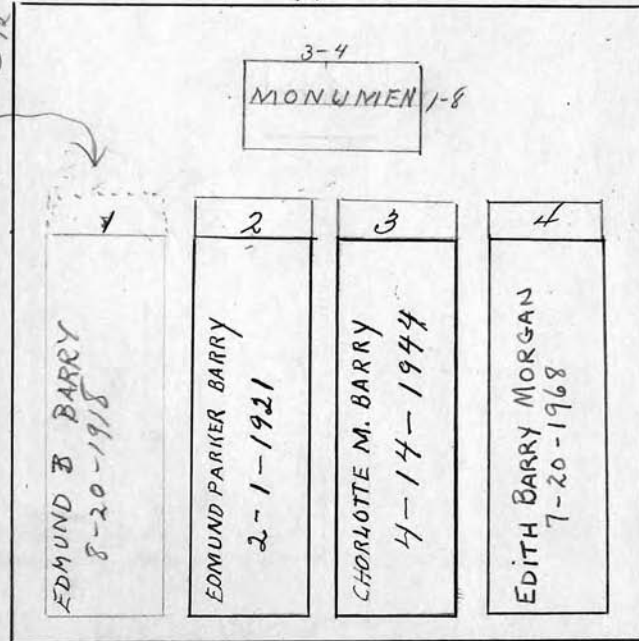 3-4
MONUMEN 1-8
1
2
3
4
EDMUND B BARRY
8-20-1918
EDMUND PARKER BARRY
2-1-1921
CHORLOTTE M. BARRY
4-14-1944
EDITH BARRY MORGAN
7-20-1968